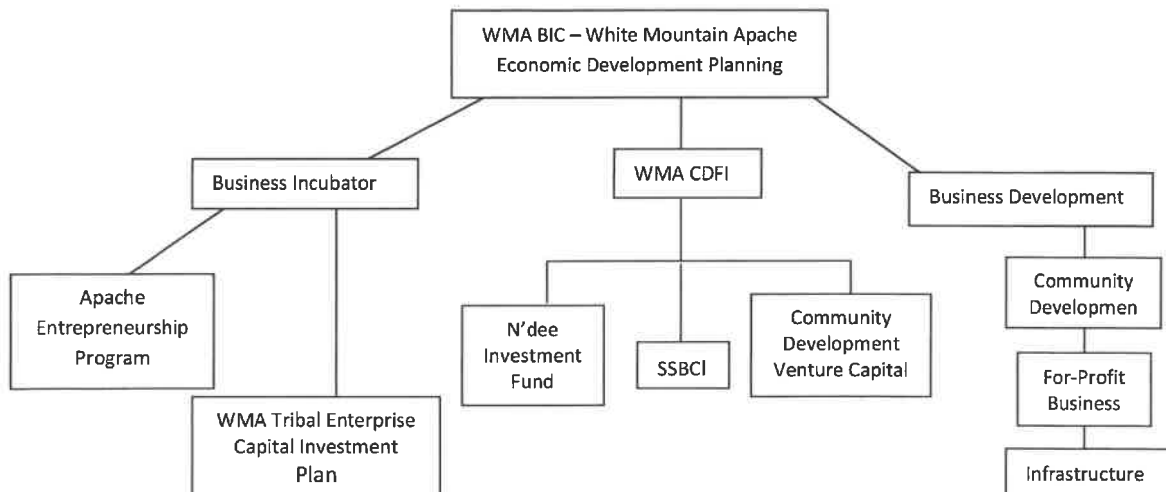 WMA BIC – White Mountain Apache
Economic Development Planning
Business Incubator
WMA CDFI
Business Development
Apache
Entrepreneurship
Program
WMA Tribal Enterprise
Capital Investment
Plan
N'dee
Investment
Fund
SSBCI
Community
Development
Venture Capital
Community
Developmen
For-Profit
Business
Infrastructure